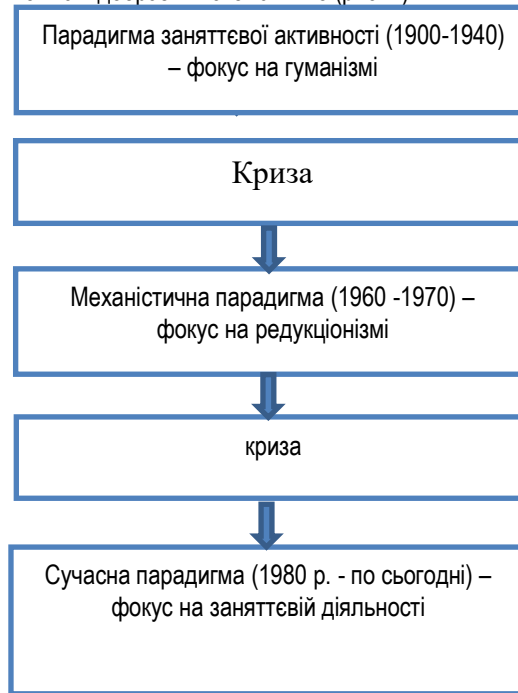 Парадигма заняттєвої активності (1900-1940)
– фокус на гуманізмі
Криза
Механістична парадигма (1960 -1970) –
фокус на редукціонізмі
криза
Сучасна парадигма (1980 р. - по сьогодні) –
фокус на заняттєвій діяльності